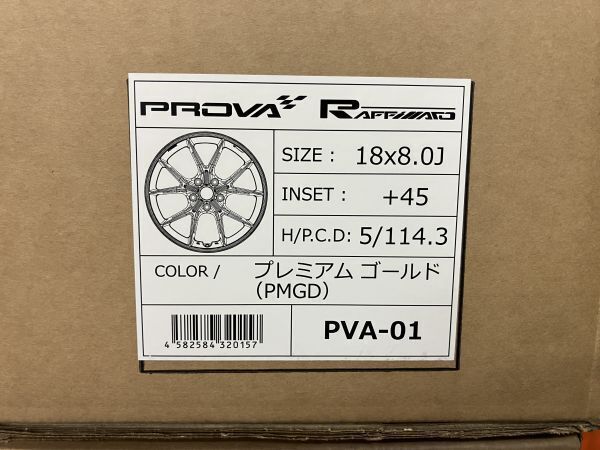 PROVA RAFFINATO
SIZE : 18x8.0J
INSET : +45
H/P.C.D: 5/114.3
COLOR / プレミアム ゴールド
(PMGD)
4 582584 320157
PVA-01